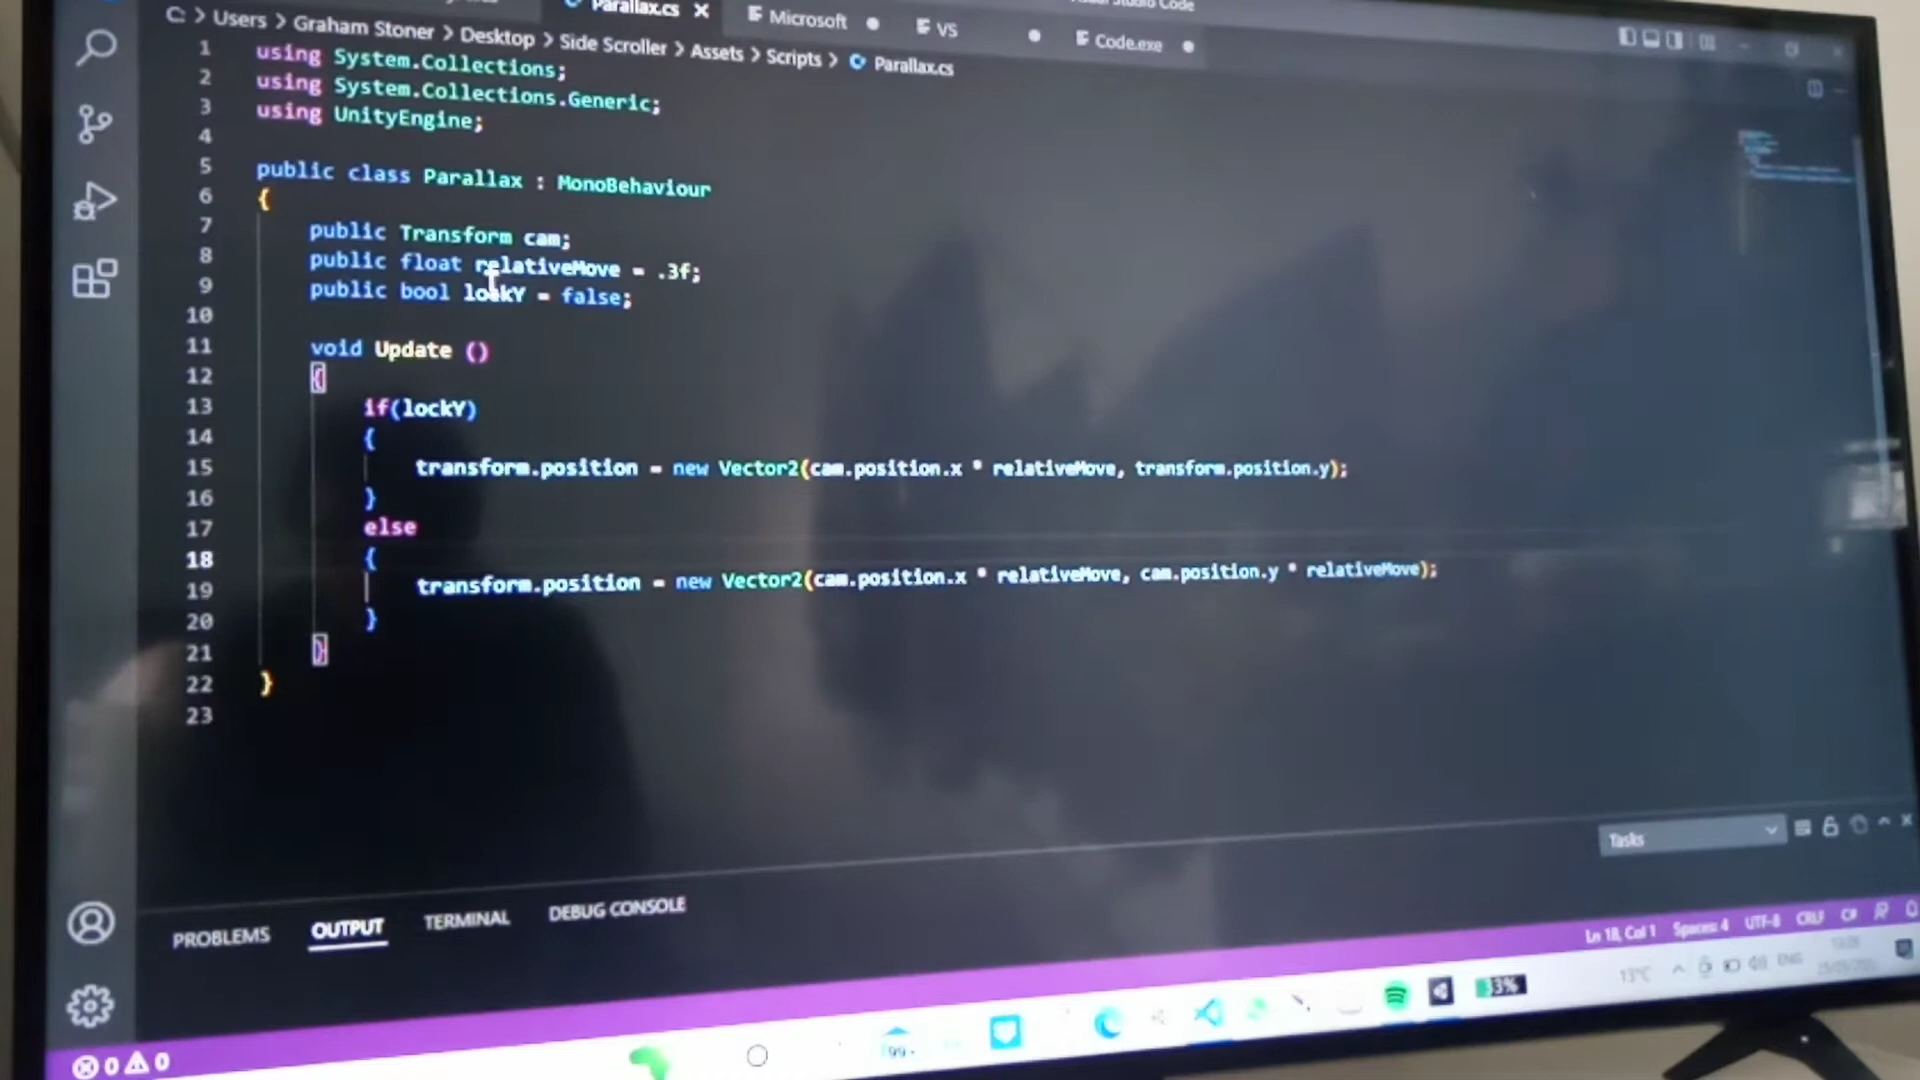 Parallax.cs
Microsoft
VS
Code.exe
C: > Users > Graham Stoner > Desktop > Side Scroller > Assets > Scripts > Parallax.cs
1 using System.Collections;
2 using System.Collections.Generic;
3 using UnityEngine;
4
5 public class Parallax : MonoBehaviour
6 {
7 public Transform cam;
8 public float relativeMove = .3f;
9 public bool lockY = false;
10
11 void Update ()
12 {
13 if(lockY)
14 {
15 transform.position = new Vector2(cam.position.x * relativeMove, transform.position.y);
16 }
17 else
18 {
19 transform.position = new Vector2(cam.position.x * relativeMove, cam.position.y * relativeMove);
20 }
21 }
22 }
23
Tasks
PROBLEMS OUTPUT TERMINAL DEBUG CONSOLE
Ln 18, Col 1 Spaces: 4 UTF-8 CRLF C#
0 0
99+
13°C ENG